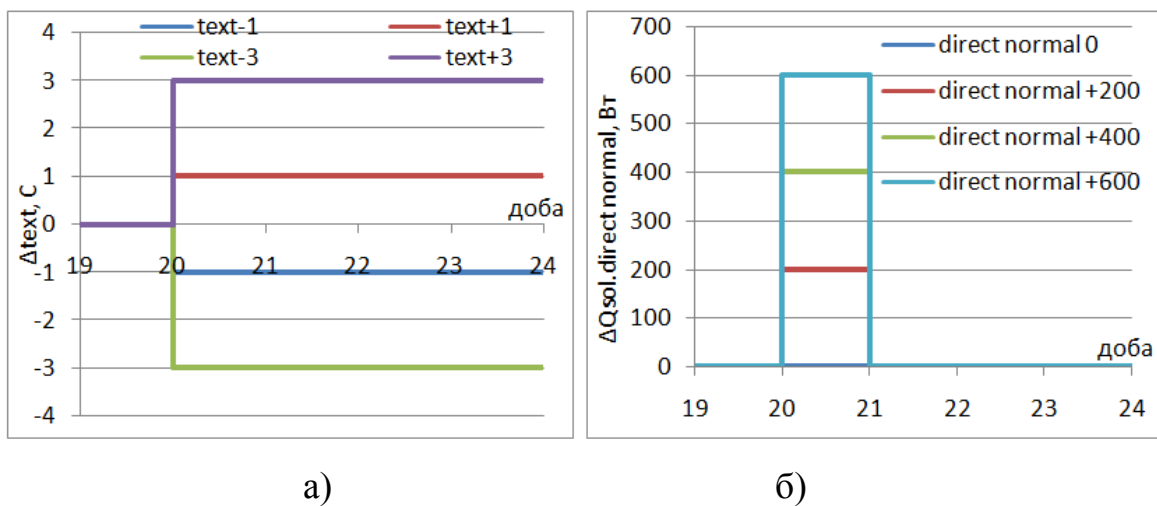 text-1 text+1
text-3 text+3
Δtext, С
4
3
2
1
0
-1
-2
-3
-4
19 20 21 22 23 24
доба
ΔQsol.direct normal, Вт
700
600
500
400
300
200
100
0
direct normal 0
direct normal +200
direct normal +400
direct normal +600
доба
19 20 21 22 23 24
а) б)